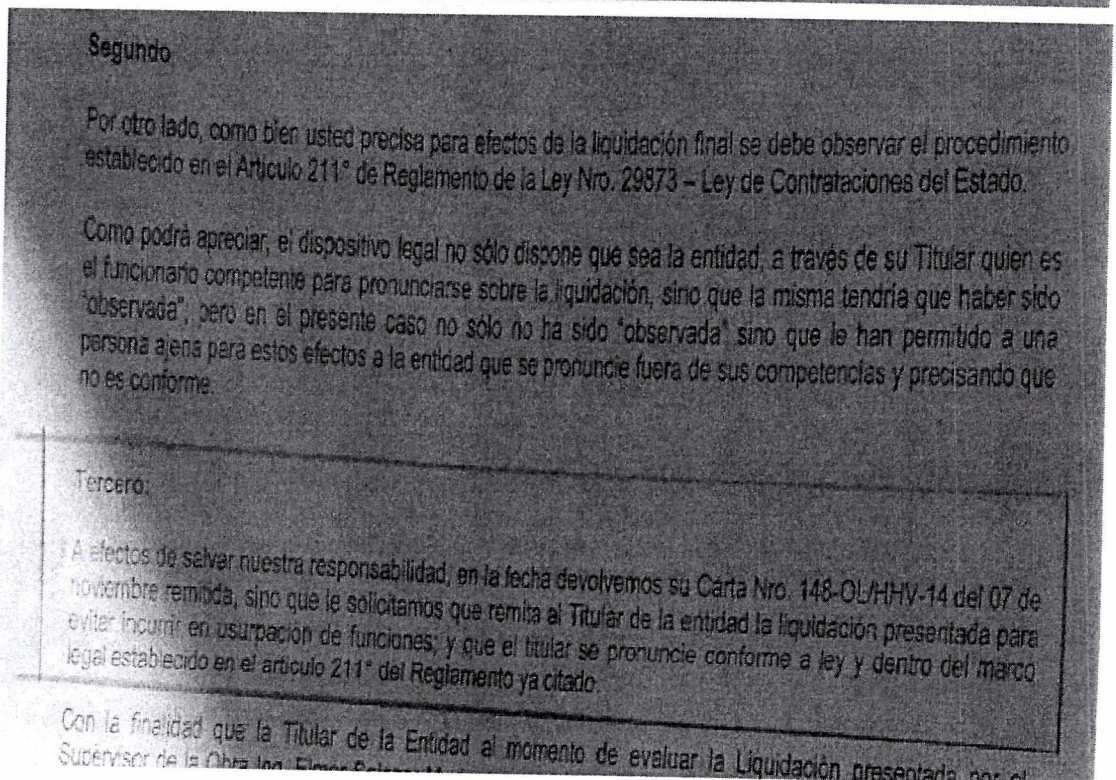 Segundo
Por otro lado, como bien usted precisa para efectos de la liquidación final se debe observar el procedimiento
establecido en el Artículo 211° de Reglamento de la Ley Nro. 29873 – Ley de Contrataciones del Estado.
Como podrá apreciar, el dispositivo legal no sólo dispone que sea la entidad, a través de su Titular quien es
el funcionario competente para pronunciarse sobre la liquidación, sino que la misma tendría que haber sido
"observada", pero en el presente caso no sólo no ha sido "observada" sino que le han permitido a una
persona ajena para estos efectos a la entidad que se pronuncie fuera de sus competencias y precisando que
no es conforme.
Tercero:
A efectos de salvar nuestra responsabilidad, en la fecha devolvemos su Carta Nro. 148-OL/HHV-14 del 07 de
noviembre remitida, sino que le solicitamos que remita al Titular de la entidad la liquidación presentada para
evitar incurrir en usurpación de funciones; y que el titular se pronuncie conforme a ley y dentro del marco
legal establecido en el artículo 211° del Reglamento ya citado.
Con la finalidad que la Titular de la Entidad al momento de evaluar la Liquidación presentada por
Supervisor de la Obra Ing.